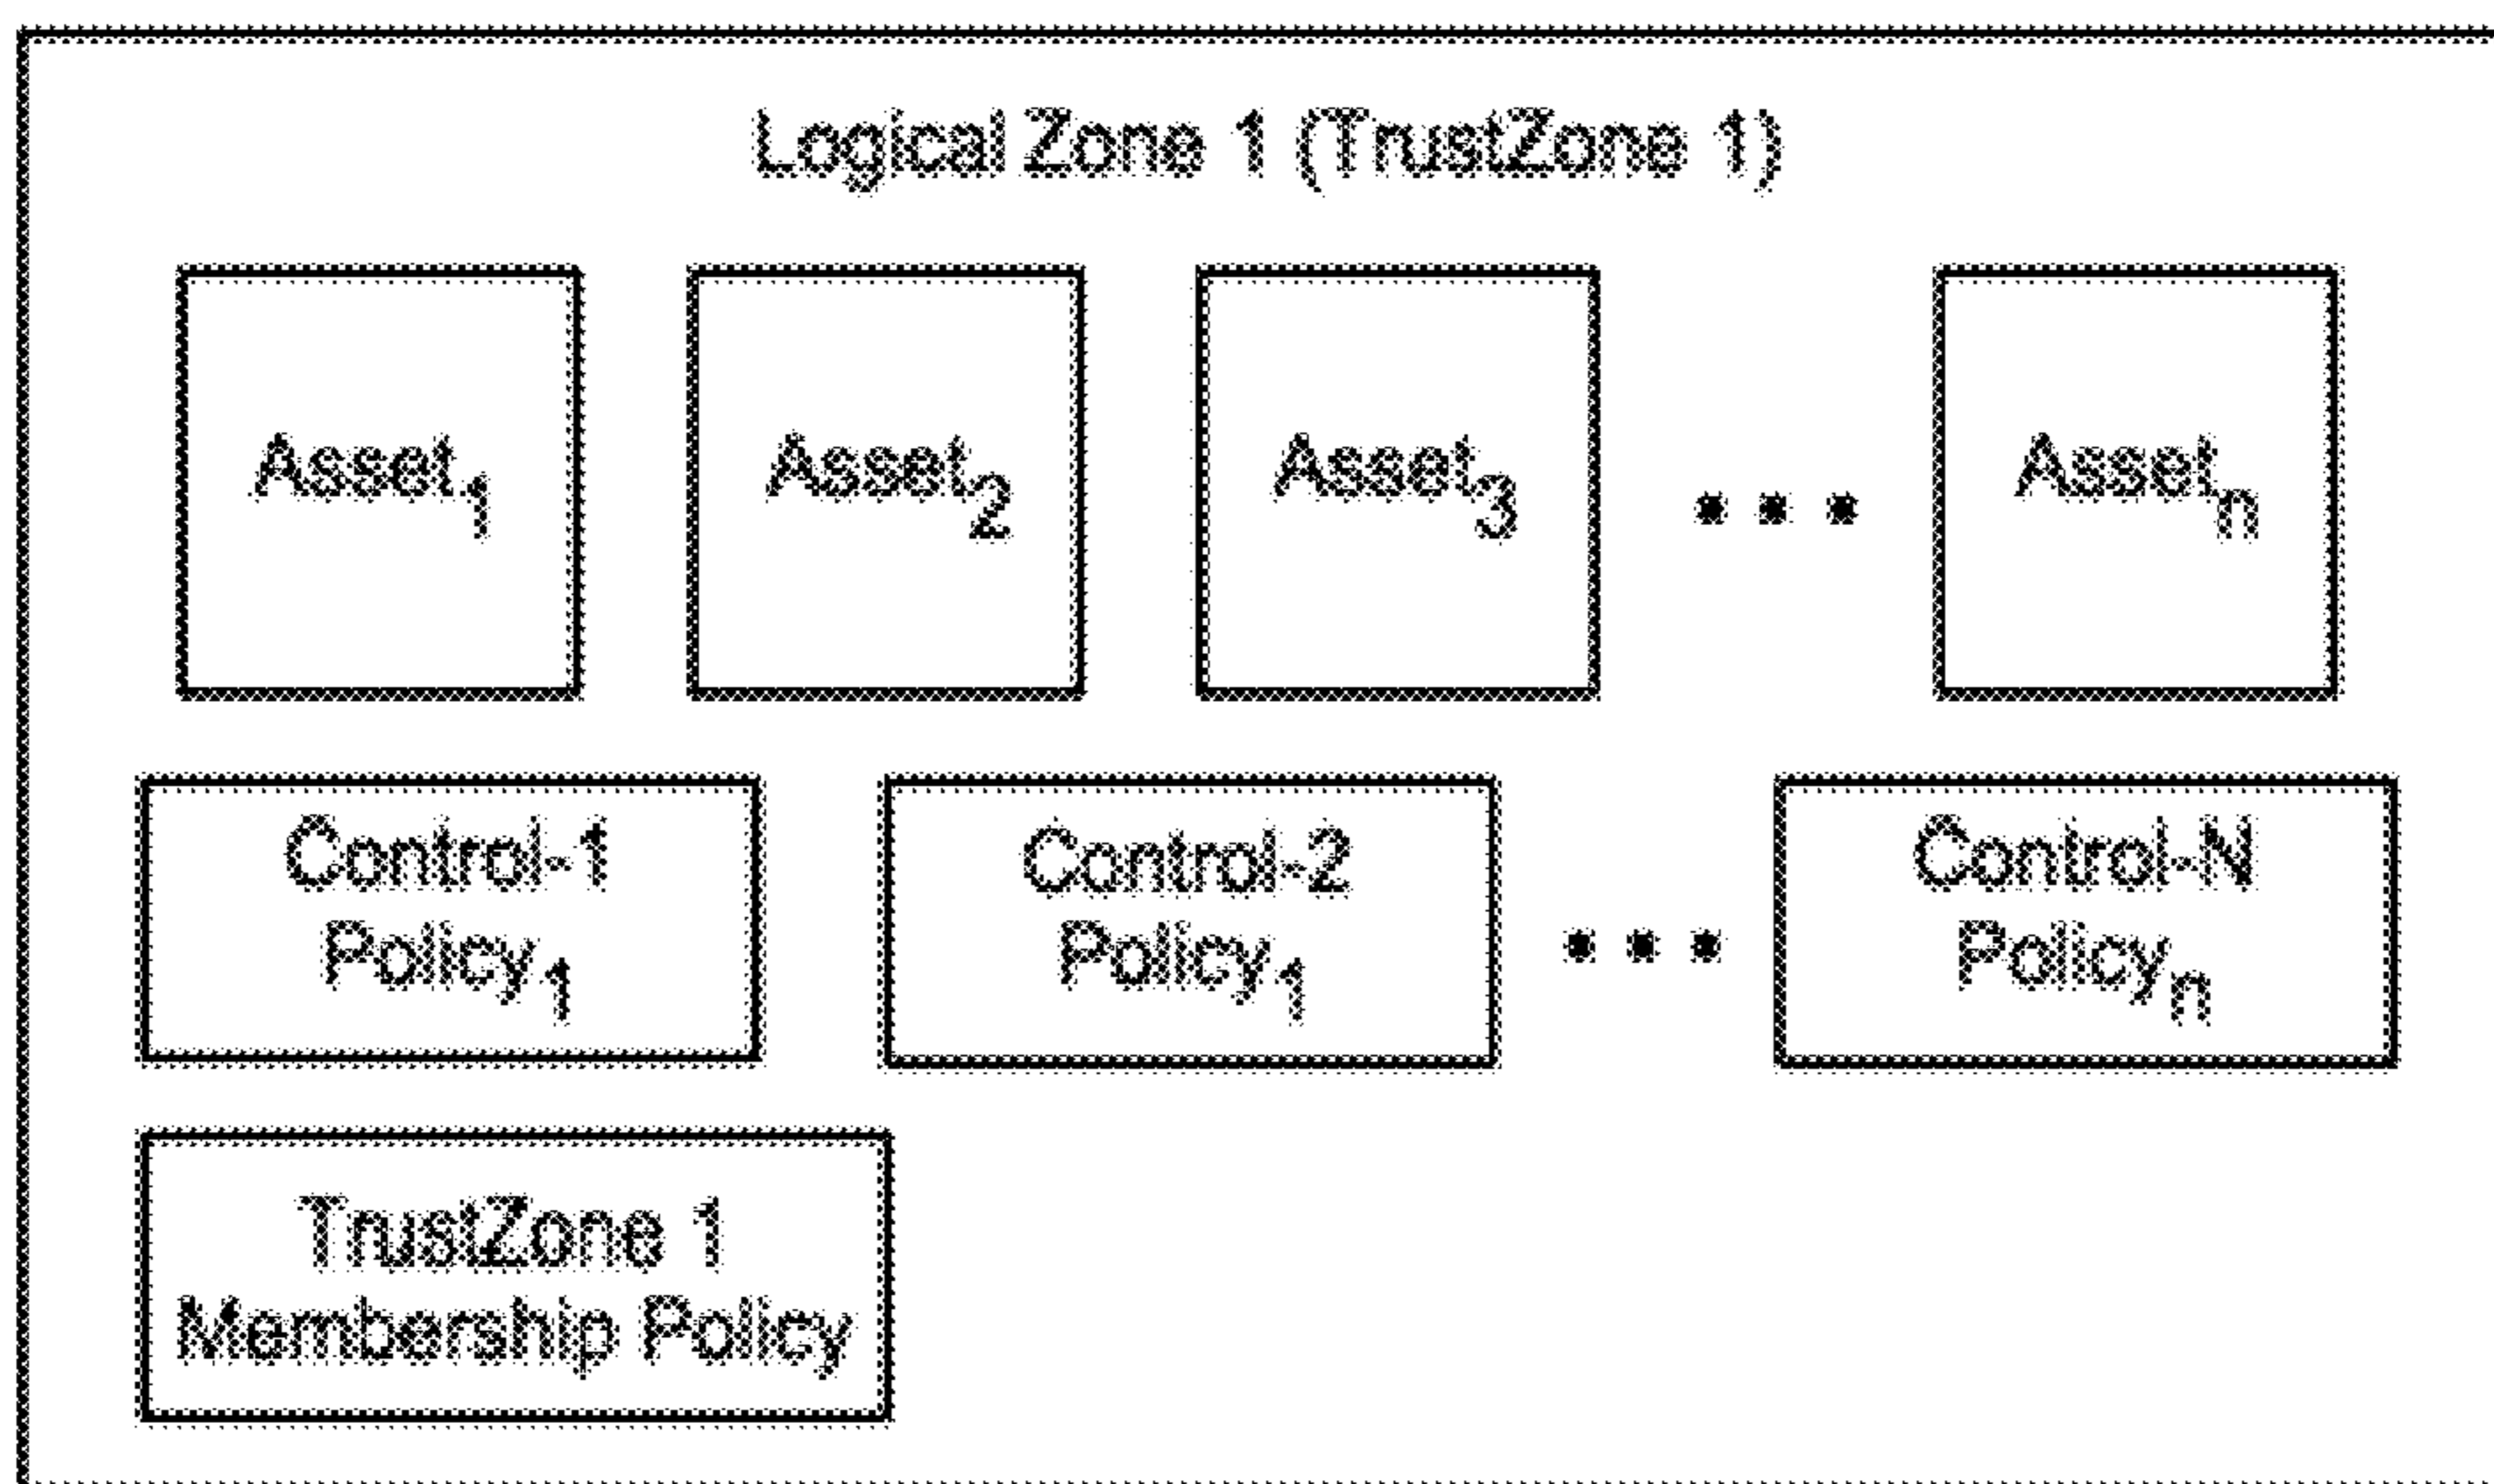 Logical Zone 1 (TrustZone 1)
Asset1 Asset2 Asset3 ••• Assetn
Control-1 Control-2 Control-N
Policy1 Policy1 ••• Policyn
TrustZone 1
Membership Policy